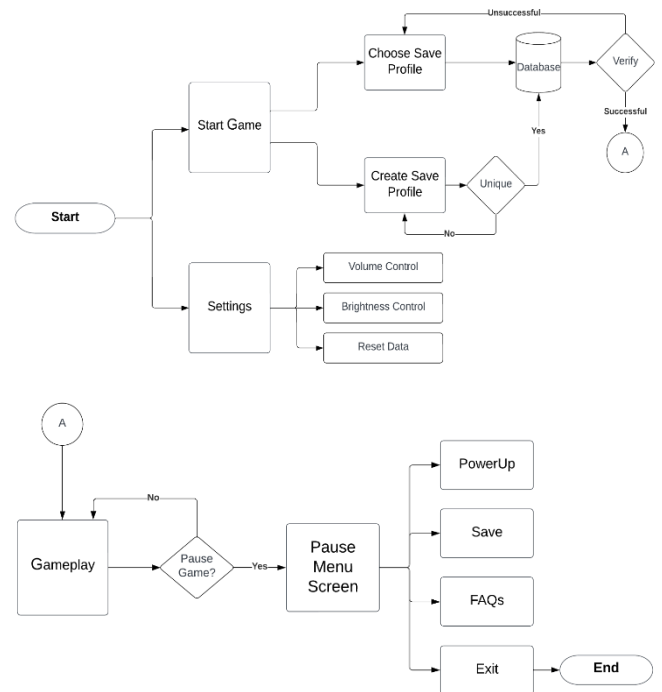 Unsuccessful
Choose Save
Profile
Database
Verify
Successful
A
Start Game
Yes
Create Save
Profile
Unique
No
Start
Settings
Volume Control
Brightness Control
Reset Data
A
No
Gameplay
Pause
Game?
Yes
Pause
Menu
Screen
PowerUp
Save
FAQs
Exit
End